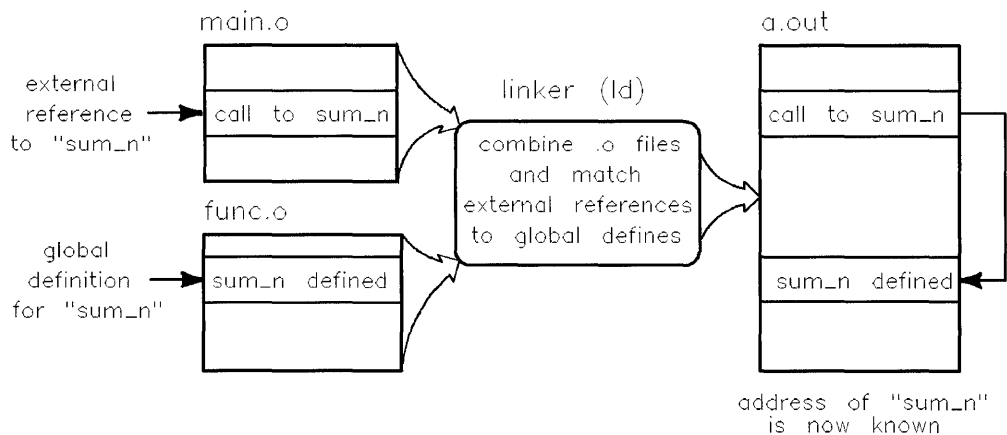 main.o
external
reference
to "sum_n"
call to sum_n
func.o
global
definition
for "sum_n"
sum_n defined
linker (ld)
combine .o files
and match
external references
to global defines
a.out
call to sum_n
sum_n defined
address of "sum_n"
is now known